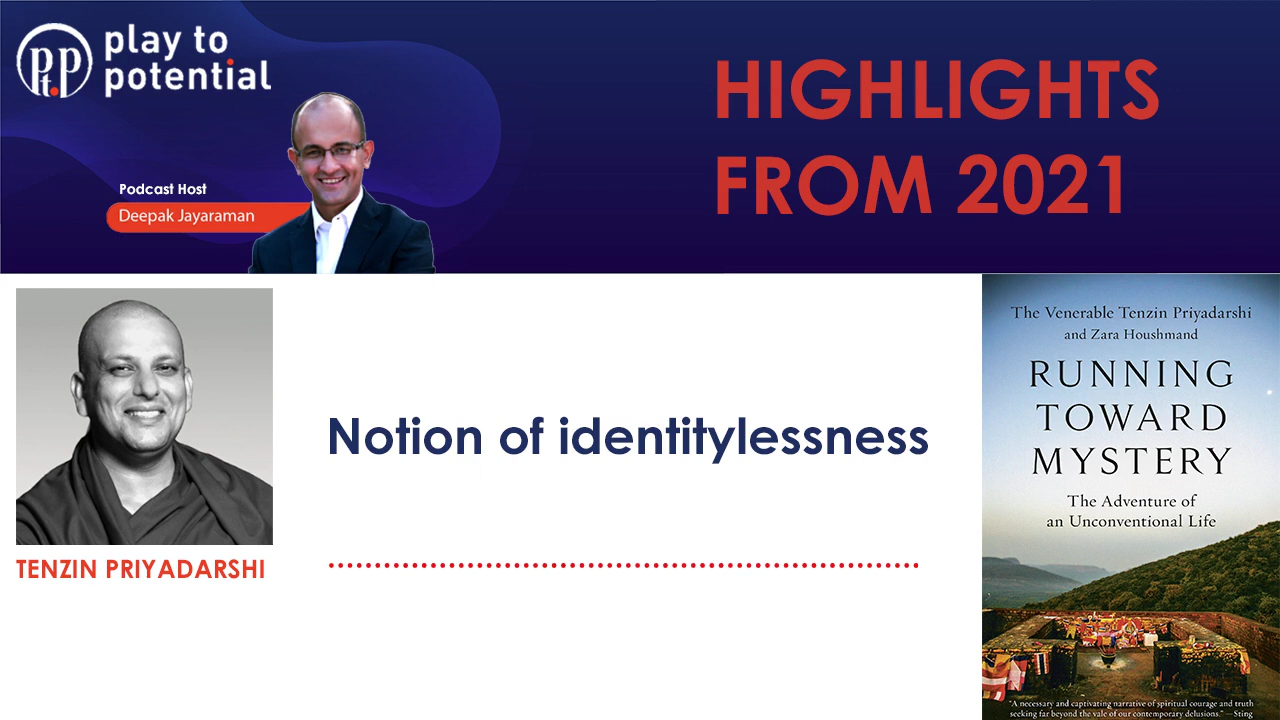 play to
potential
PtP
HIGHLIGHTS
FROM 2021
Podcast Host
Deepak Jayaraman
TENZIN PRIYADARSHI
Notion of identitylessness
The Venerable Tenzin Priyadarshi
and Zara Houshmand
RUNNING
TOWARD
MYSTERY
The Adventure of
an Unconventional Life
"A necessary and captivating narrative of spiritual courage and truth
seeking far beyond the vale of our contemporary delusions." — Sting